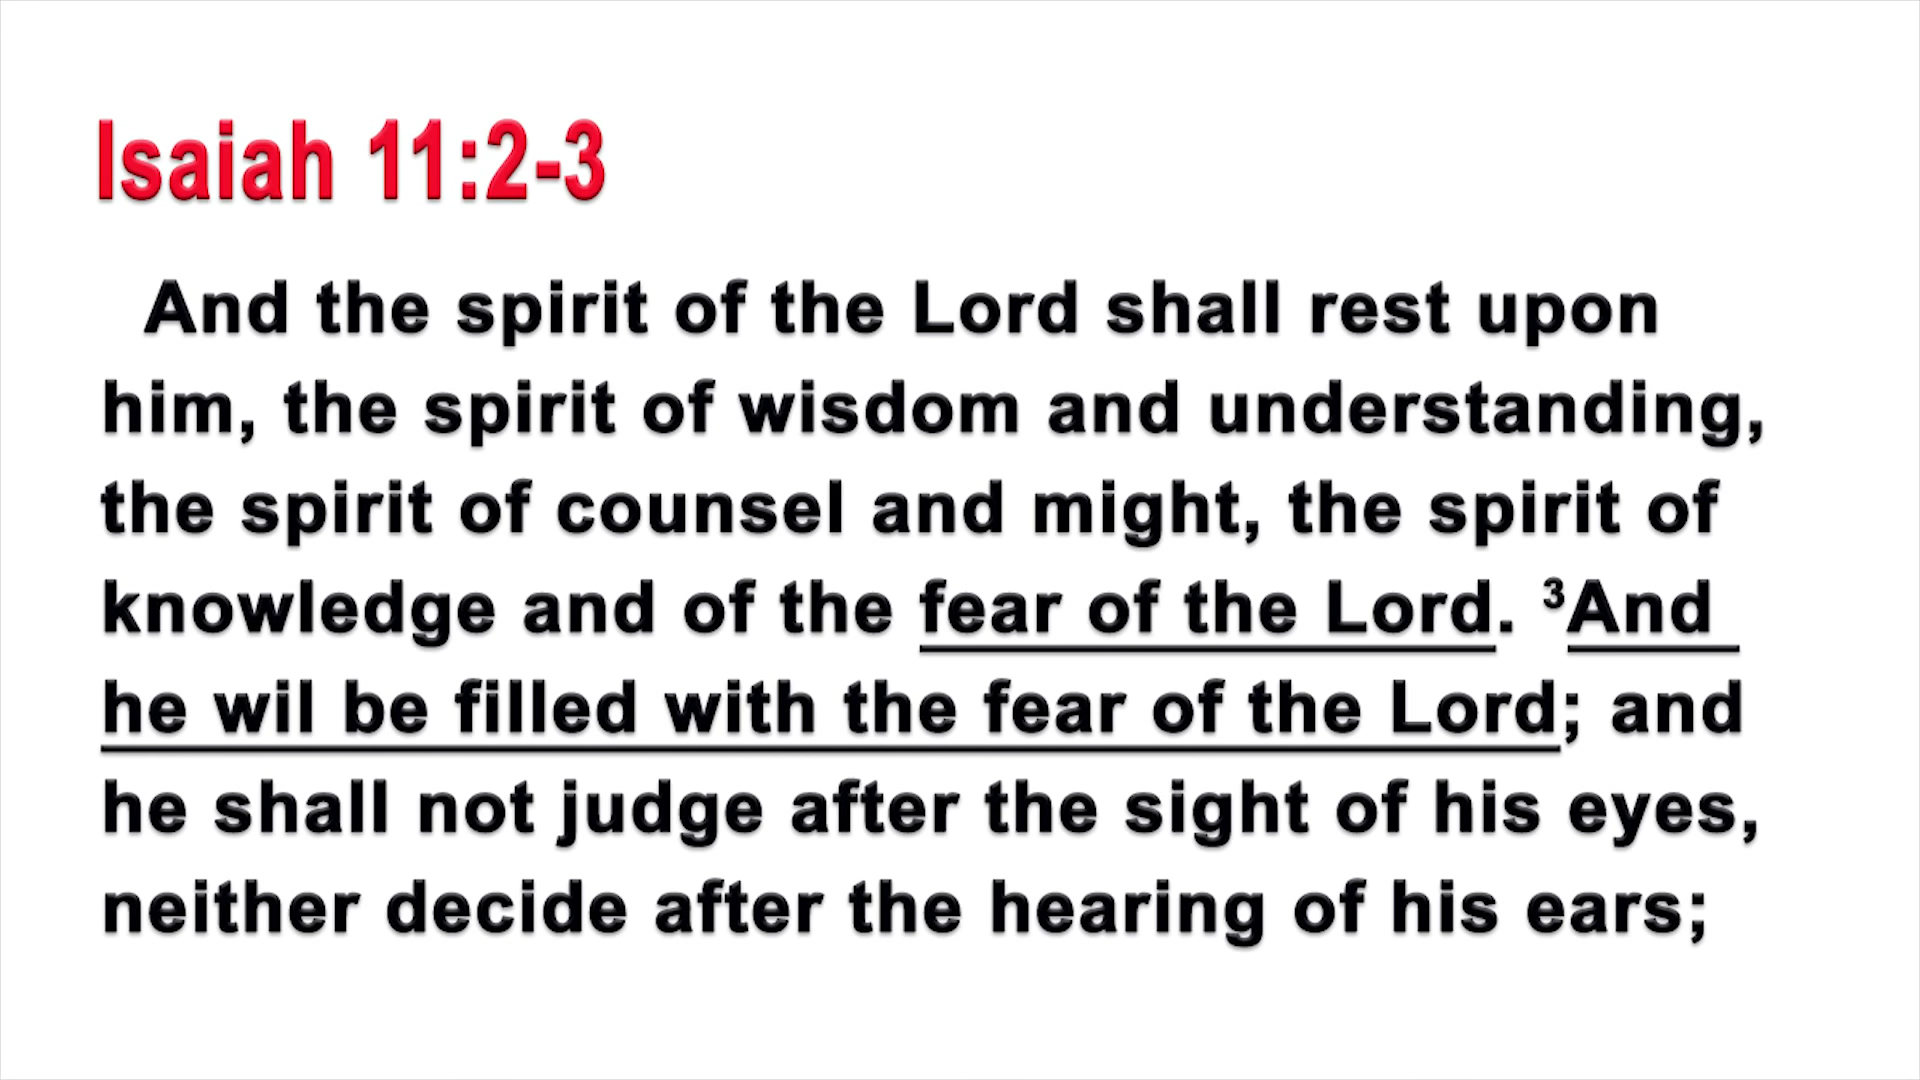 Isaiah 11:2-3
And the spirit of the Lord shall rest upon
him, the spirit of wisdom and understanding,
the spirit of counsel and might, the spirit of
knowledge and of the fear of the Lord. ³And
he wil be filled with the fear of the Lord; and
he shall not judge after the sight of his eyes,
neither decide after the hearing of his ears;